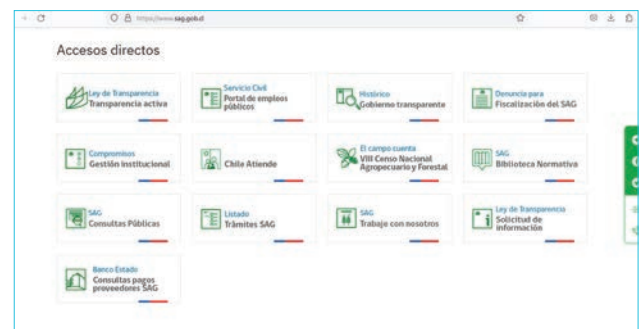 https://www.sag.gob.cl
Accesos directos
Ley de Transparencia
Transparencia activa
Servicio Civil
Portal de empleos
públicos
Histórico
Gobierno transparente
Denuncia para
Fiscalización del SAG
Compromisos
Gestión institucional
Chile Atiende
El campo cuenta
VIII Censo Nacional
Agropecuario y Forestal
SAG
Biblioteca Normativa
SAG
Consultas Públicas
Listado
Trámites SAG
SAG
Trabaje con nosotros
Ley de Transparencia
Solicitud de
información
Banco Estado
Consultas pagos
proveedores SAG